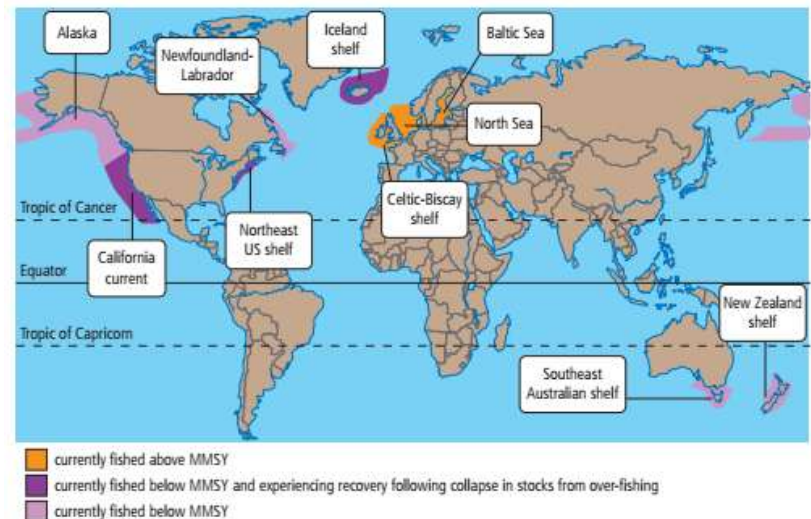 Alaska
Newfoundland-
Labrador
Iceland
shelf
Baltic Sea
North Sea
Celtic-Biscay
shelf
Tropic of Cancer
Northeast
US shelf
California
current
Equator
New Zealand
shelf
Tropic of Capricorn
Southeast
Australian shelf
currently fished above MMSY
currently fished below MMSY and experiencing recovery following collapse in stocks from over-fishing
currently fished below MMSY